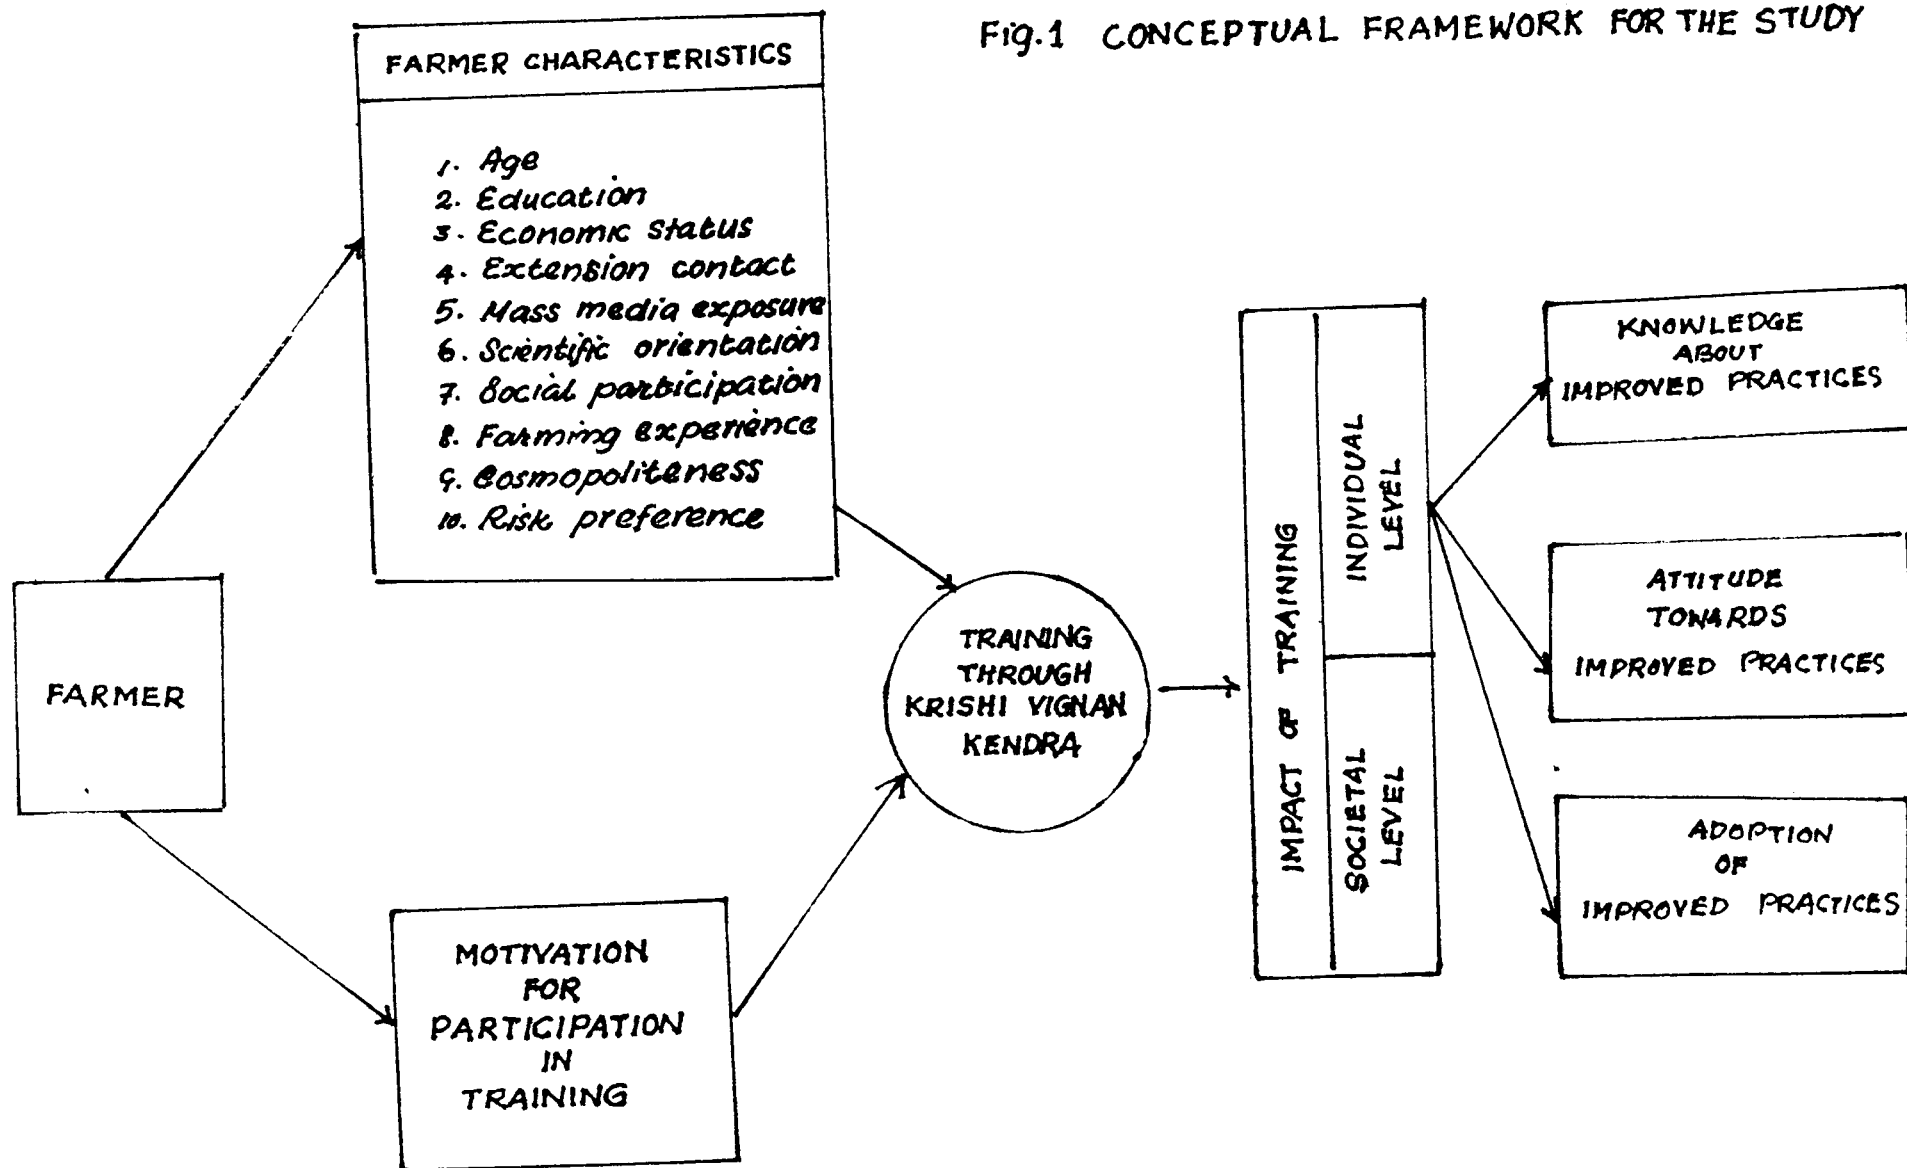 Fig.1 CONCEPTUAL FRAMEWORK FOR THE STUDY
FARMER CHARACTERISTICS
1. Age
2. Education
3. Economic status
4. Extension contact
5. Mass media exposure
6. Scientific orientation
7. Social participation
8. Farming experience
9. Cosmopoliteness
10. Risk preference
FARMER
MOTIVATION
FOR
PARTICIPATION
IN
TRAINING
TRAINING
THROUGH
KRISHI VIGNAN
KENDRA
IMPACT OF TRAINING
INDIVIDUAL
LEVEL
SOCIETAL
LEVEL
KNOWLEDGE
ABOUT
IMPROVED PRACTICES
ATTITUDE
TOWARDS
IMPROVED PRACTICES
ADOPTION
OF
IMPROVED PRACTICES